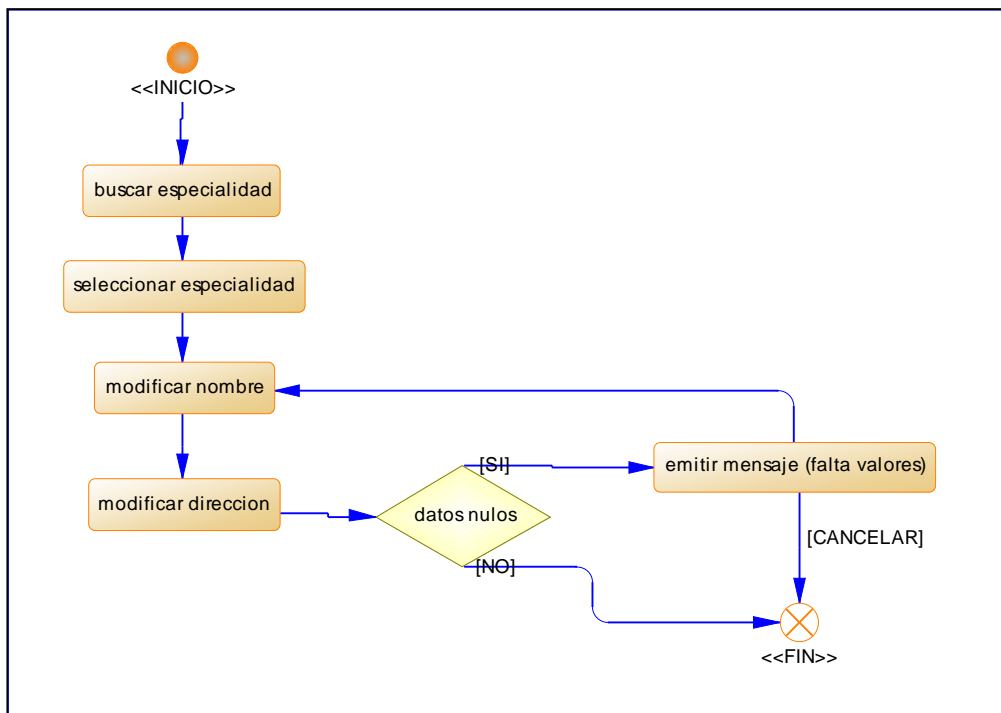 <<INICIO>>
buscar especialidad
seleccionar especialidad
modificar nombre
modificar direccion
datos nulos
[SI]
emitir mensaje (falta valores)
[CANCELAR]
[NO]
<<FIN>>